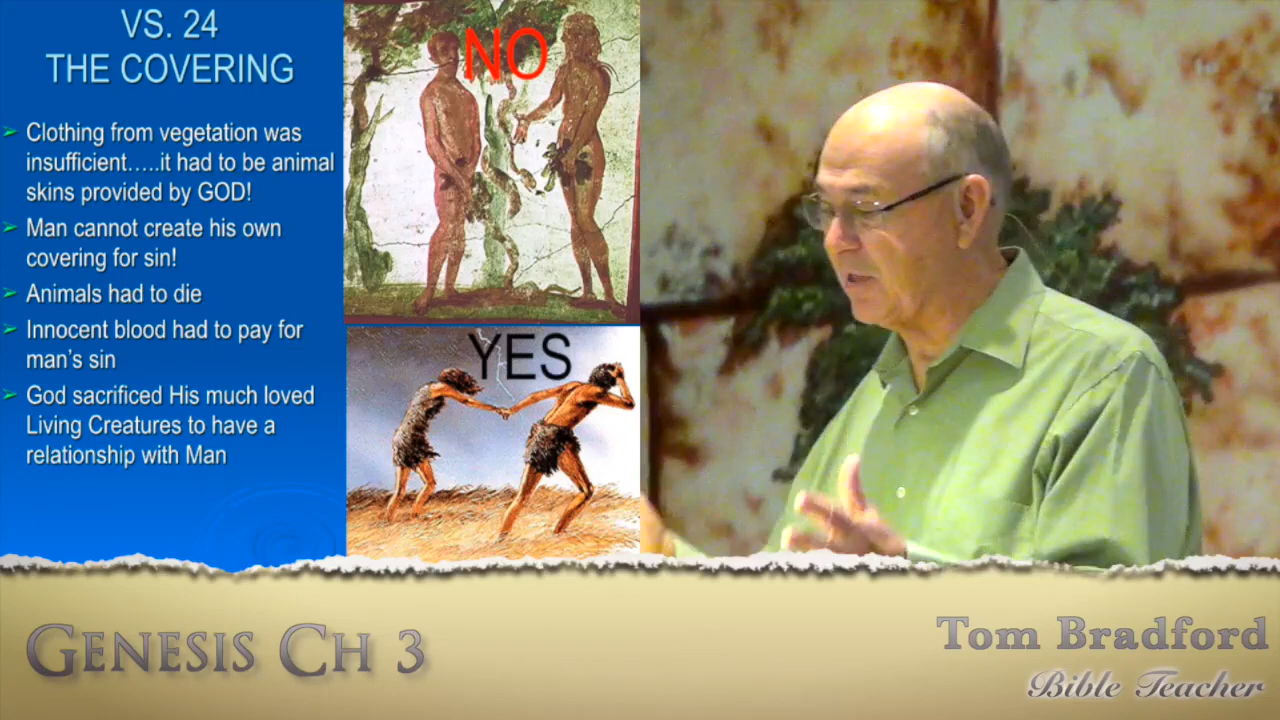 VS. 24
THE COVERING
➢ Clothing from vegetation was
insufficient…..it had to be animal
skins provided by GOD!
➢ Man cannot create his own
covering for sin!
➢ Animals had to die
➢ Innocent blood had to pay for
man's sin
➢ God sacrificed His much loved
Living Creatures to have a
relationship with Man
NO
YES
Genesis Ch 3
Tom Bradford
Bible Teacher